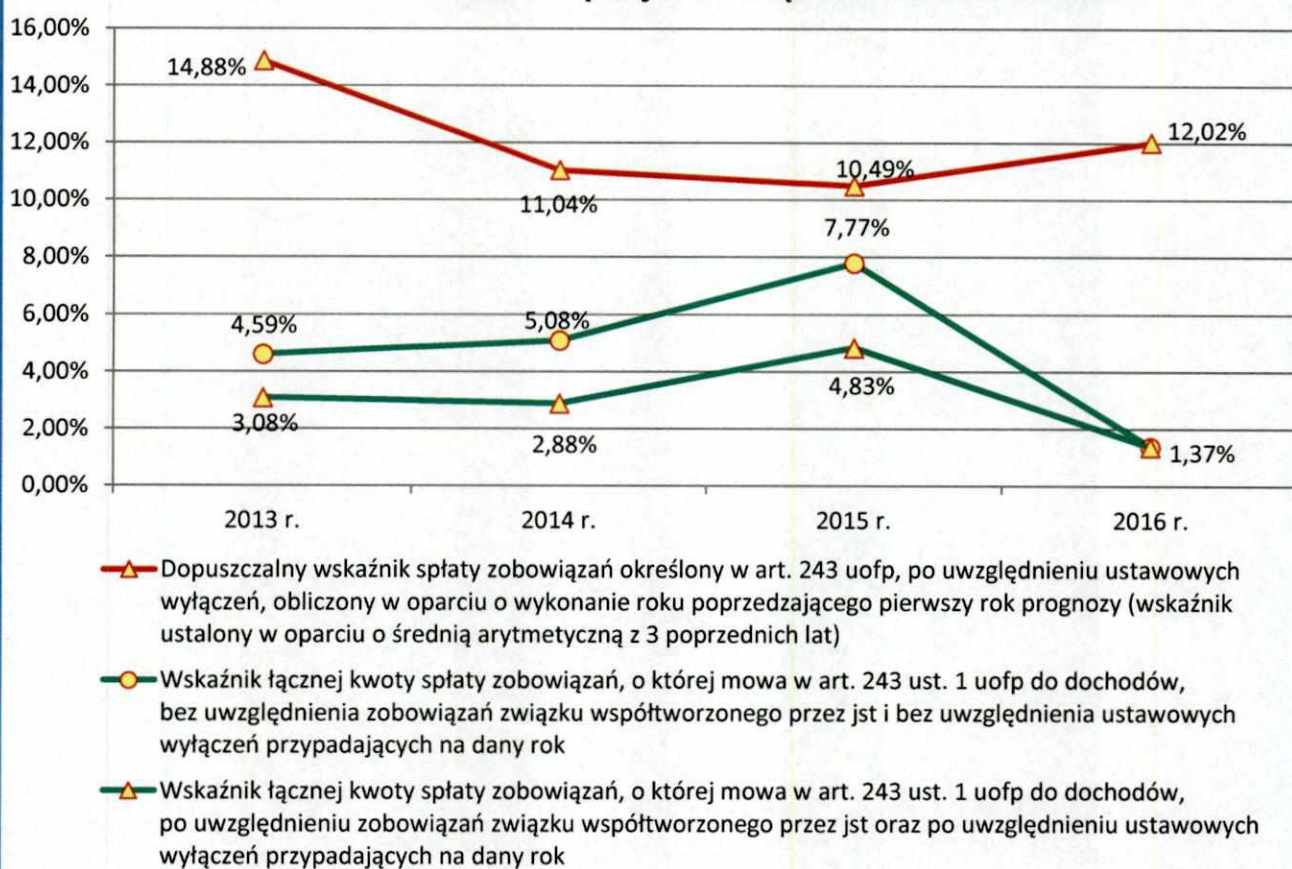 16,00%
14,00%
12,00%
10,00%
8,00%
6,00%
4,00%
2,00%
0,00%
14,88%
11,04%
10,49%
12,02%
4,59%
5,08%
7,77%
3,08%
2,88%
4,83%
1,37%
2013 r.
2014 r.
2015 r.
2016 r.
Dopuszczalny wskaźnik spłaty zobowiązań określony w art. 243 uofp, po uwzględnieniu ustawowych
wyłączeń, obliczony w oparciu o wykonanie roku poprzedzającego pierwszy rok prognozy (wskaźnik
ustalony w oparciu o średnią arytmetyczną z 3 poprzednich lat)
Wskaźnik łącznej kwoty spłaty zobowiązań, o której mowa w art. 243 ust. 1 uofp do dochodów,
bez uwzględnienia zobowiązań związku współtworzonego przez jst i bez uwzględnienia ustawowych
wyłączeń przypadających na dany rok
Wskaźnik łącznej kwoty spłaty zobowiązań, o której mowa w art. 243 ust. 1 uofp do dochodów,
po uwzględnieniu zobowiązań związku współtworzonego przez jst oraz po uwzględnieniu ustawowych
wyłączeń przypadających na dany rok